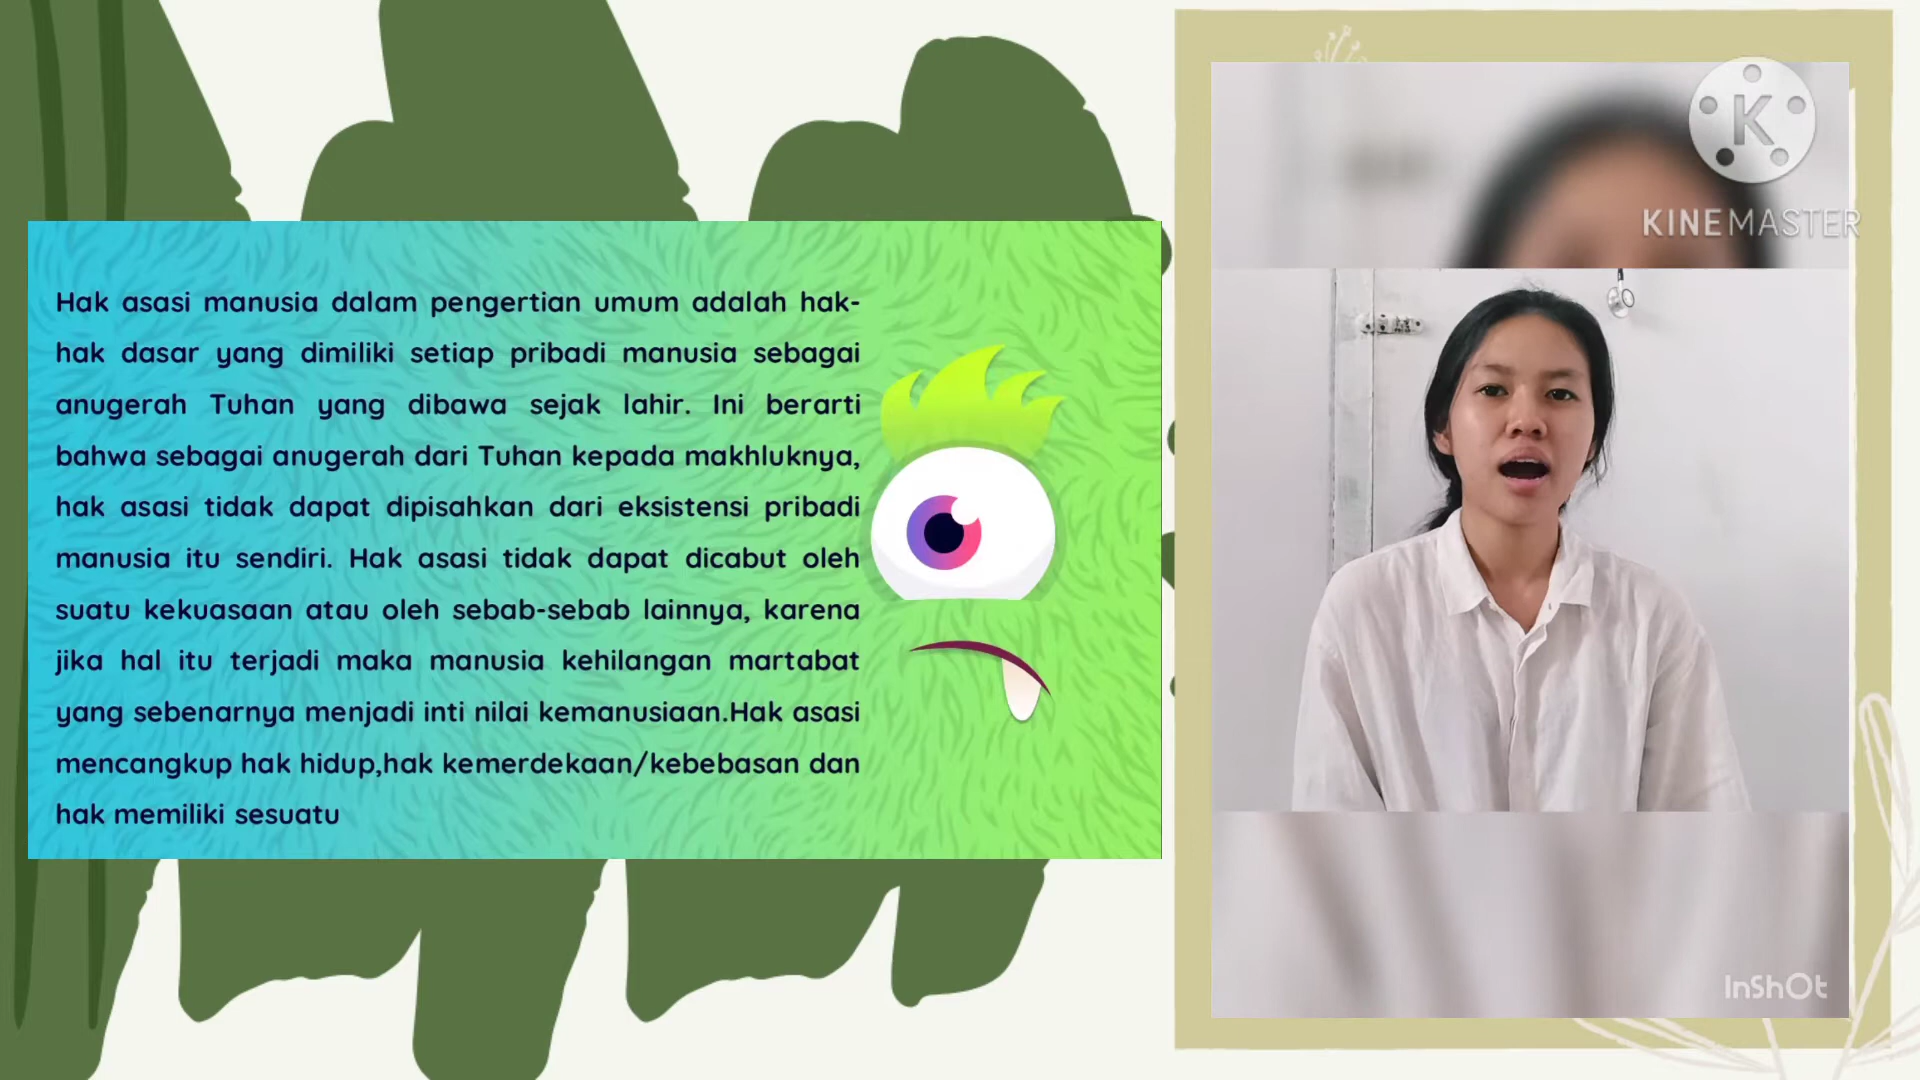 Hak asasi manusia dalam pengertian umum adalah hak-
hak dasar yang dimiliki setiap pribadi manusia sebagai
anugerah Tuhan yang dibawa sejak lahir. Ini berarti
bahwa sebagai anugerah dari Tuhan kepada makhluknya,
hak asasi tidak dapat dipisahkan dari eksistensi pribadi
manusia itu sendiri. Hak asasi tidak dapat dicabut oleh
suatu kekuasaan atau oleh sebab-sebab lainnya, karena
jika hal itu terjadi maka manusia kehilangan martabat
yang sebenarnya menjadi inti nilai kemanusiaan.Hak asasi
mencangkup hak hidup,hak kemerdekaan/kebebasan dan
hak memiliki sesuatu
K
KINEMASTER
InShOt